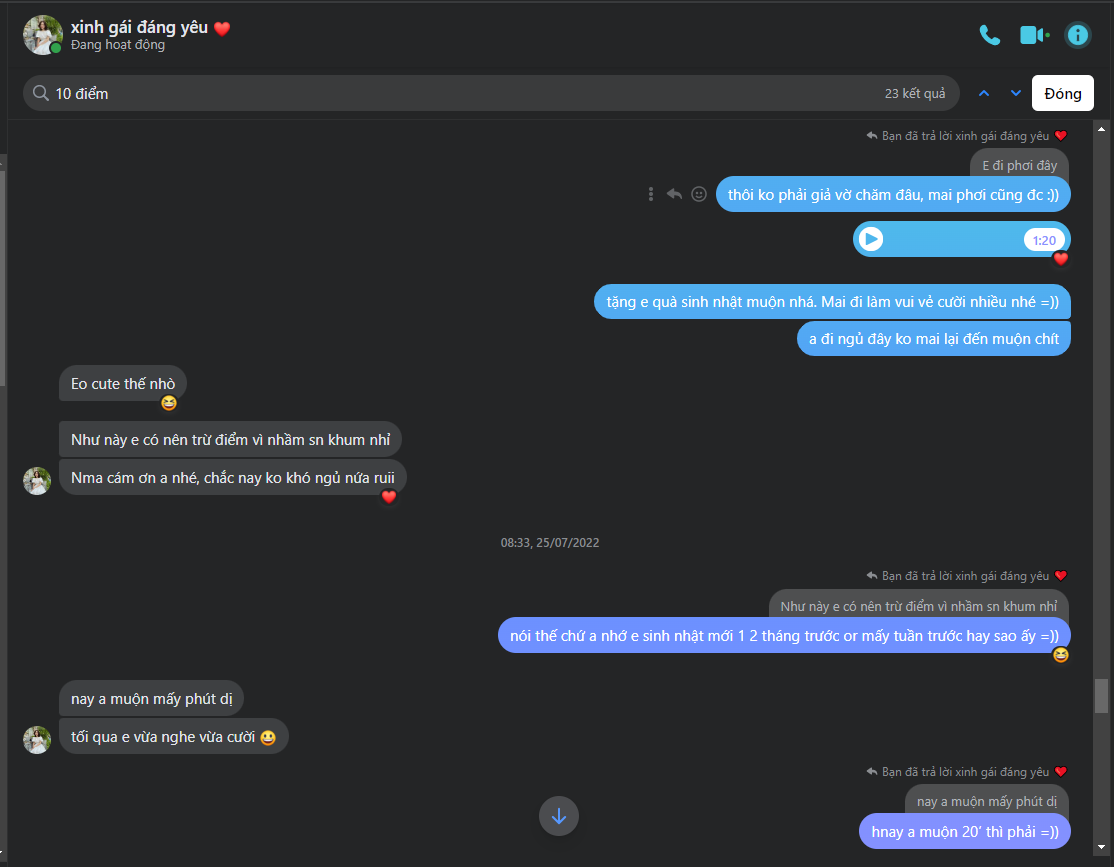 xinh gái đáng yêu ❤️
Đang hoạt động
10 điểm
23 kết quả
Đóng
Bạn đã trả lời xinh gái đáng yêu ❤️
E đi phơi đây
thôi ko phải giả vờ chăm đâu, mai phơi cũng đc :))
1:20
tặng e quà sinh nhật muộn nhá. Mai đi làm vui vẻ cười nhiều nhé =))
a đi ngủ đây ko mai lại đến muộn chít
Eo cute thế nhò
Như này e có nên trừ điểm vì nhầm sn khum nhỉ
Nma cám ơn a nhé, chắc nay ko khó ngủ nứa ruii
08:33, 25/07/2022
Bạn đã trả lời xinh gái đáng yêu ❤️
Như này e có nên trừ điểm vì nhầm sn khum nhỉ
nói thế chứ a nhớ e sinh nhật mới 1 2 tháng trước or mấy tuần trước hay sao ấy =))
nay a muộn mấy phút dị
tối qua e vừa nghe vừa cười 😀
Bạn đã trả lời xinh gái đáng yêu ❤️
nay a muộn mấy phút dị
hnay a muộn 20' thì phải =))